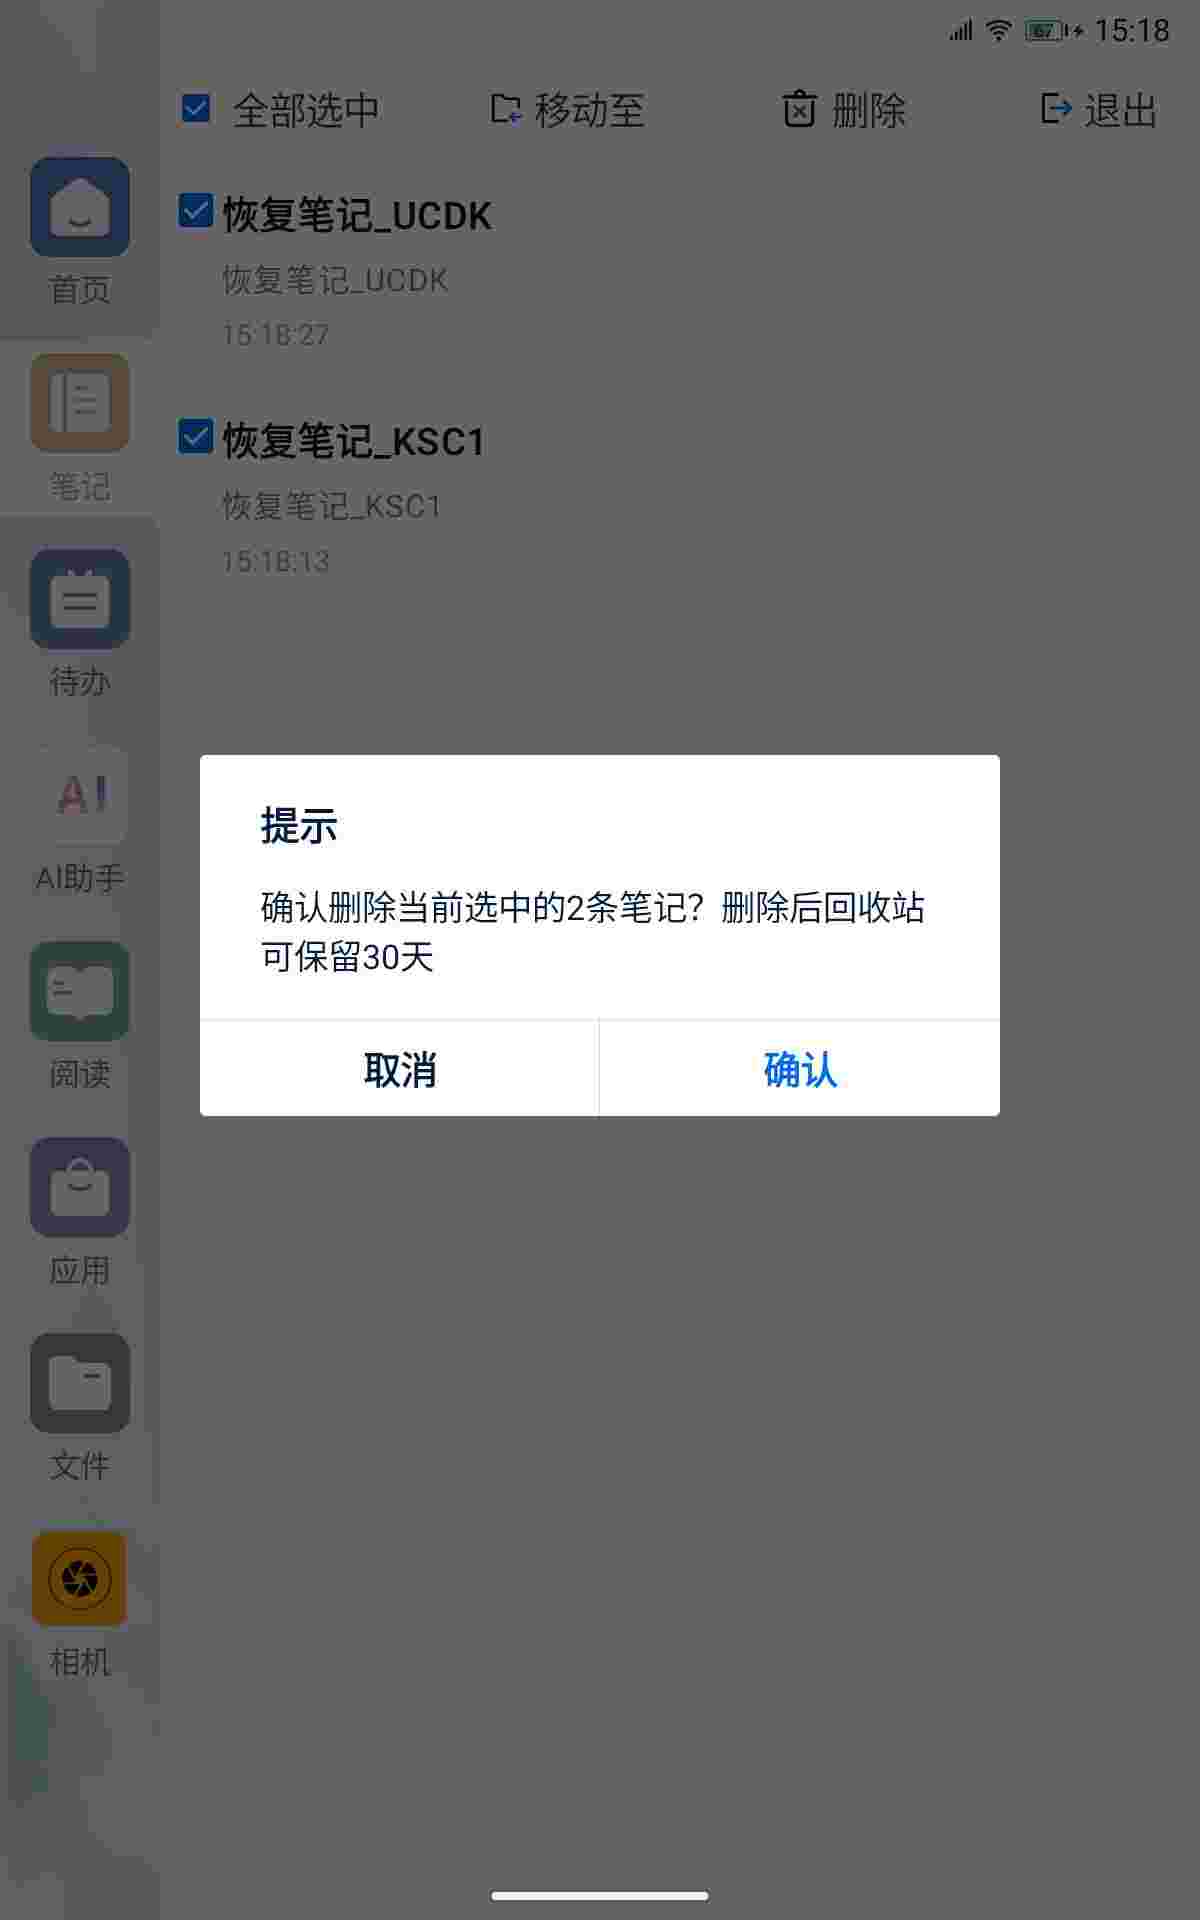 67
15:18
全部选中
移动至
删除
退出
恢复笔记_UCDK
恢复笔记_UCDK
15:18:27
恢复笔记_KSC1
恢复笔记_KSC1
15:18:13
首页
笔记
待办
AI
AI助手
阅读
应用
文件
相机
提示
确认删除当前选中的2条笔记？删除后回收站
可保留30天
取消
确认